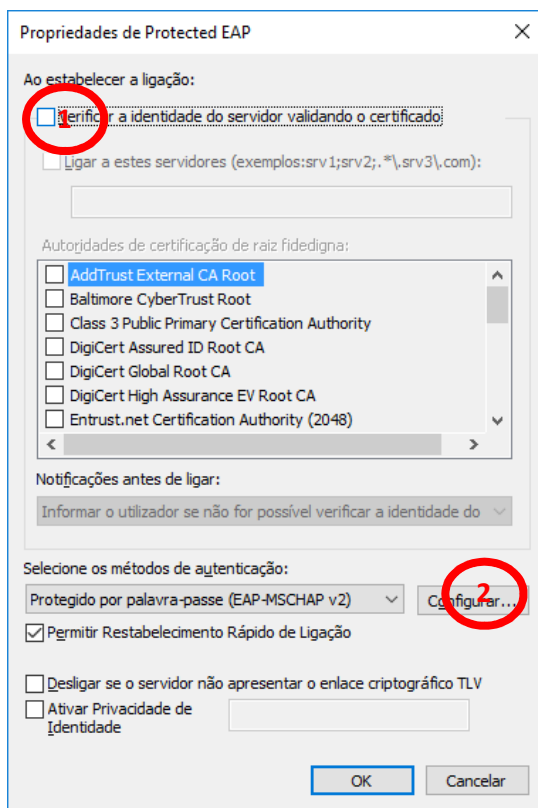 Propriedades de Protected EAP
Ao estabelecer a ligação:
1
Verificar a identidade do servidor validando o certificado
Ligar a estes servidores (exemplos:srv1;srv2;.*\.srv3\.com):
Autoridades de certificação de raiz fidedigna:
AddTrust External CA Root
Baltimore CyberTrust Root
Class 3 Public Primary Certification Authority
DigiCert Assured ID Root CA
DigiCert Global Root CA
DigiCert High Assurance EV Root CA
Entrust.net Certification Authority (2048)
Notificações antes de ligar:
Informar o utilizador se não for possível verificar a identidade do
Selecione os métodos de autenticação:
Protegido por palavra-passe (EAP-MSCHAP v2)
Configurar...
2
Permitir Restabelecimento Rápido de Ligação
Desligar se o servidor não apresentar o enlace criptográfico TLV
Ativar Privacidade de
Identidade
OK
Cancelar